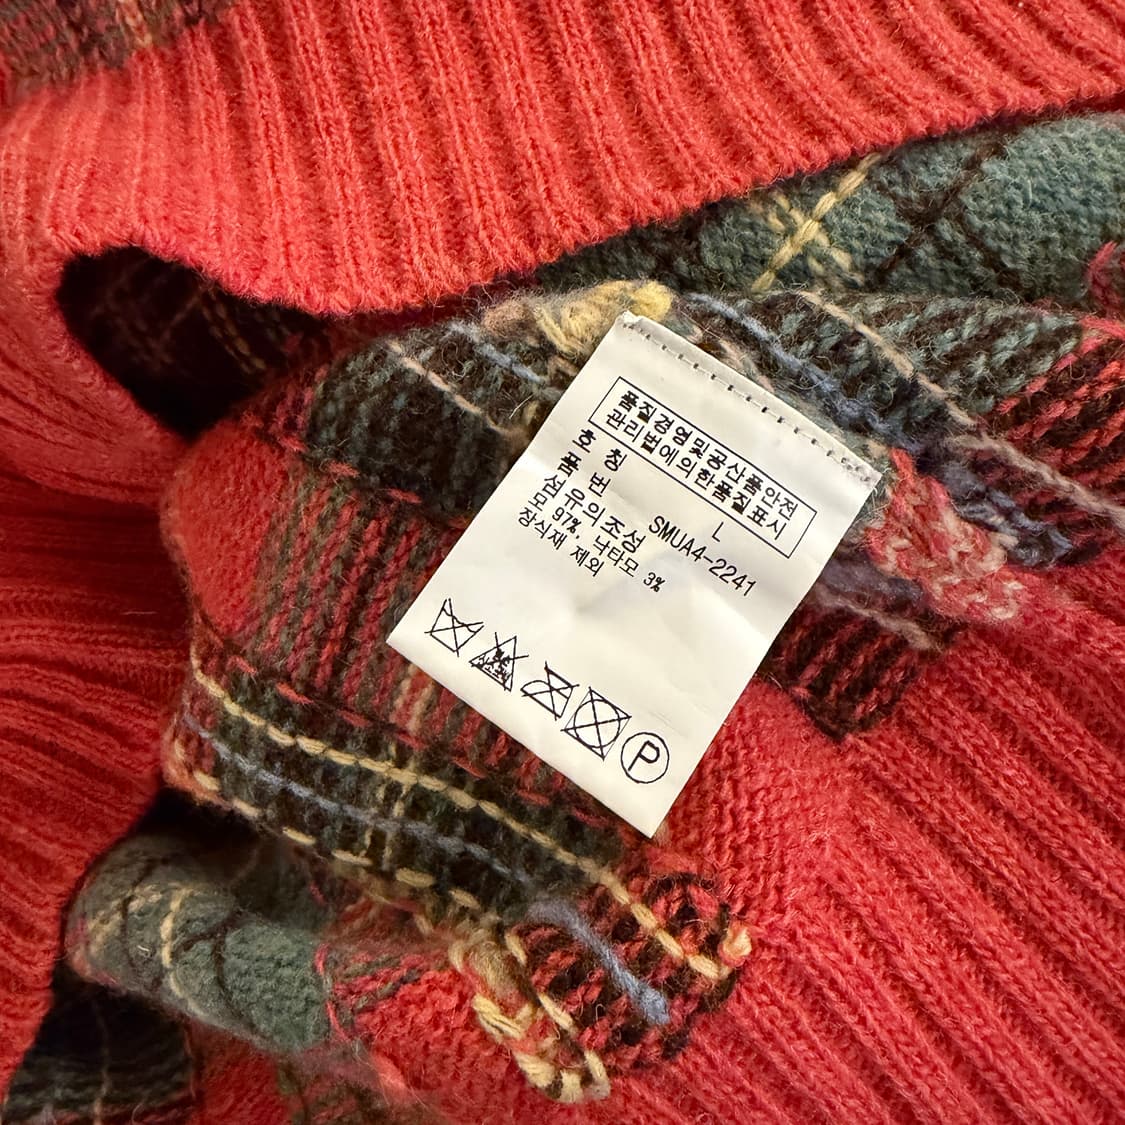 품질경영및공산품안전
관리법에의한품질표시
호 칭 L
품 번 SMUA4-2241
섬유의조성
모 97%, 낙타모 3%
장식재 제외
P